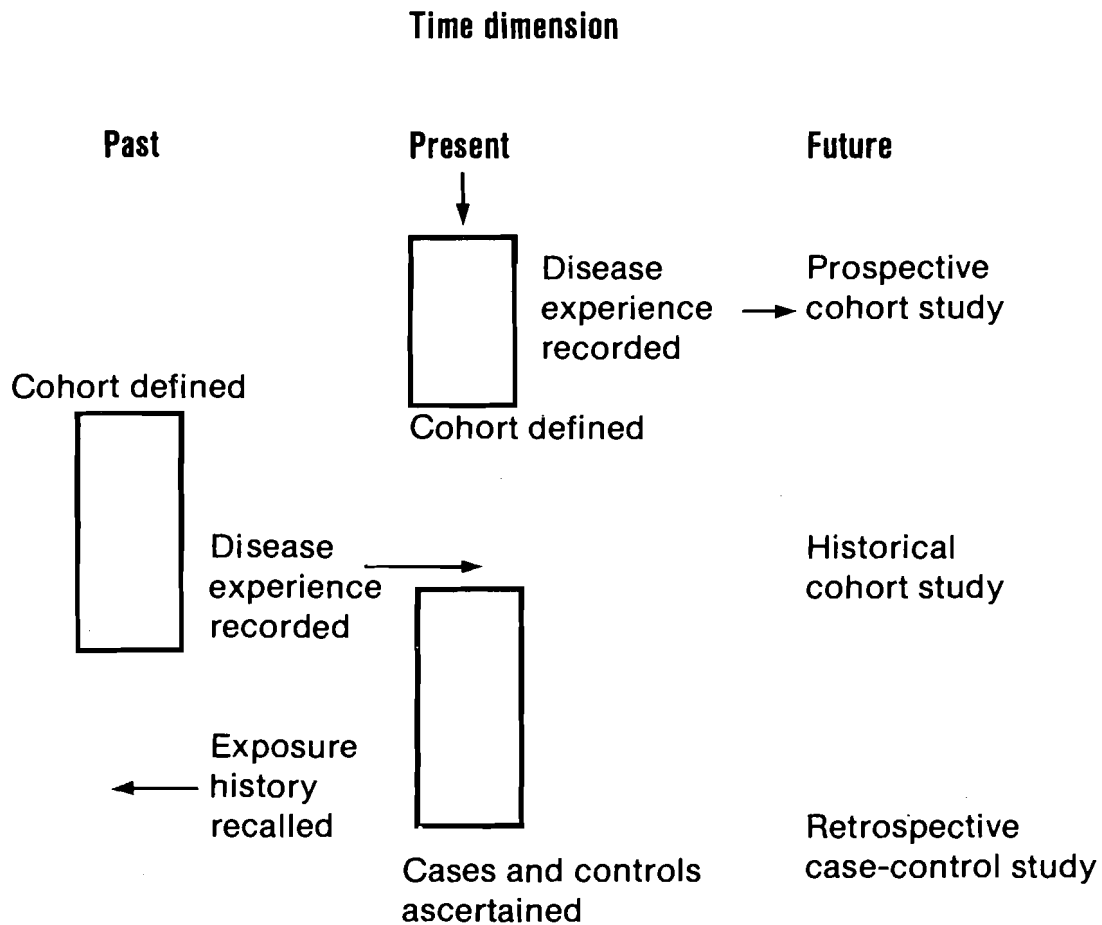 Time dimension
Past
Present
Future
Disease
experience
recorded
Prospective
cohort study
Cohort defined
Cohort defined
Disease
experience
recorded
Historical
cohort study
Exposure
history
recalled
Retrospective
case-control study
Cases and controls
ascertained